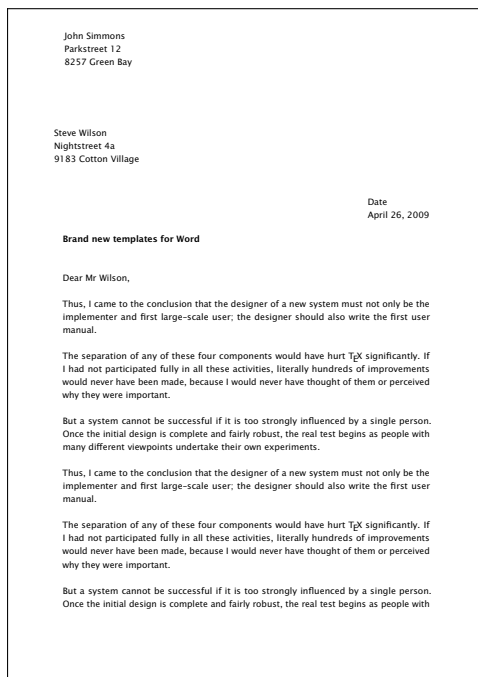 John Simmons
Parkstreet 12
8257 Green Bay
Steve Wilson
Nightstreet 4a
9183 Cotton Village
Date
April 26, 2009
Brand new templates for Word
Dear Mr Wilson,
Thus, I came to the conclusion that the designer of a new system must not only be the
implementer and first large-scale user; the designer should also write the first user
manual.
The separation of any of these four components would have hurt TEX significantly. If
I had not participated fully in all these activities, literally hundreds of improvements
would never have been made, because I would never have thought of them or perceived
why they were important.
But a system cannot be successful if it is too strongly influenced by a single person.
Once the initial design is complete and fairly robust, the real test begins as people with
many different viewpoints undertake their own experiments.
Thus, I came to the conclusion that the designer of a new system must not only be the
implementer and first large-scale user; the designer should also write the first user
manual.
The separation of any of these four components would have hurt TEX significantly. If
I had not participated fully in all these activities, literally hundreds of improvements
would never have been made, because I would never have thought of them or perceived
why they were important.
But a system cannot be successful if it is too strongly influenced by a single person.
Once the initial design is complete and fairly robust, the real test begins as people with